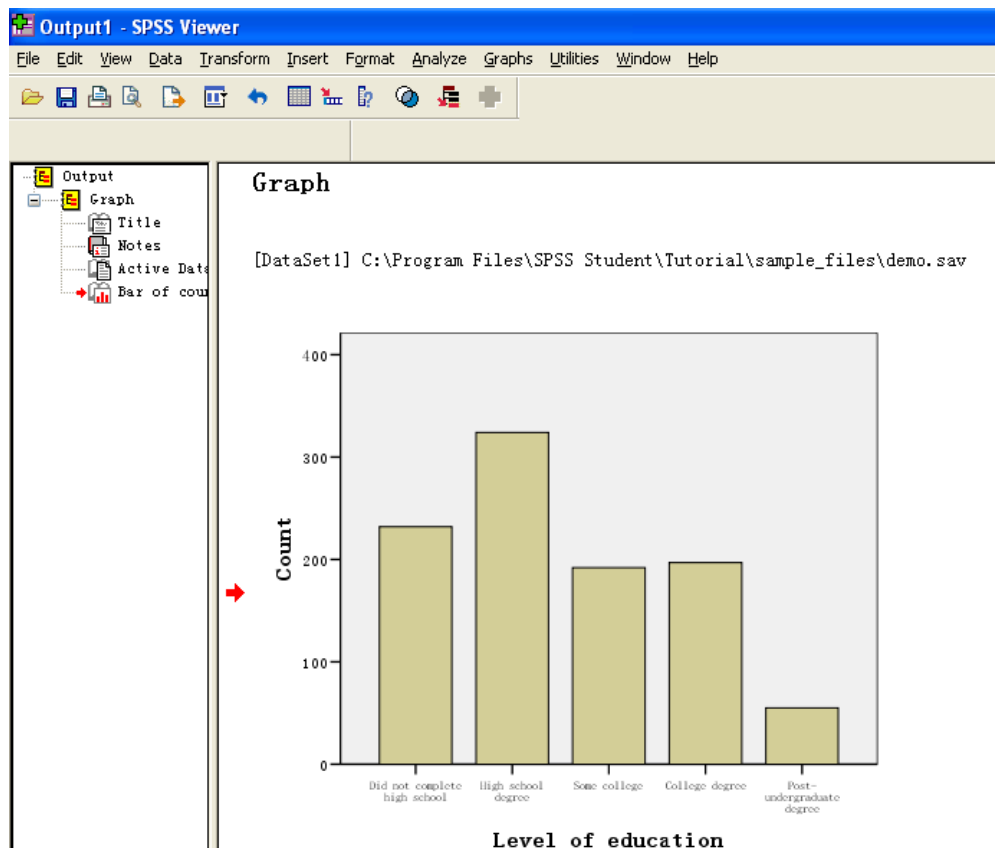 Output1 - SPSS Viewer
File Edit View Data Transform Insert Format Analyze Graphs Utilities Window Help
Output
Graph
Title
Notes
Active Data
Bar of cou
Graph
[DataSet1] C:\Program Files\SPSS Student\Tutorial\sample_files\demo.sav
400
300
200
100
0
Count
Did not complete
high school
High school
degree
Some college
College degree
Post-
undergraduate
degree
Level of education